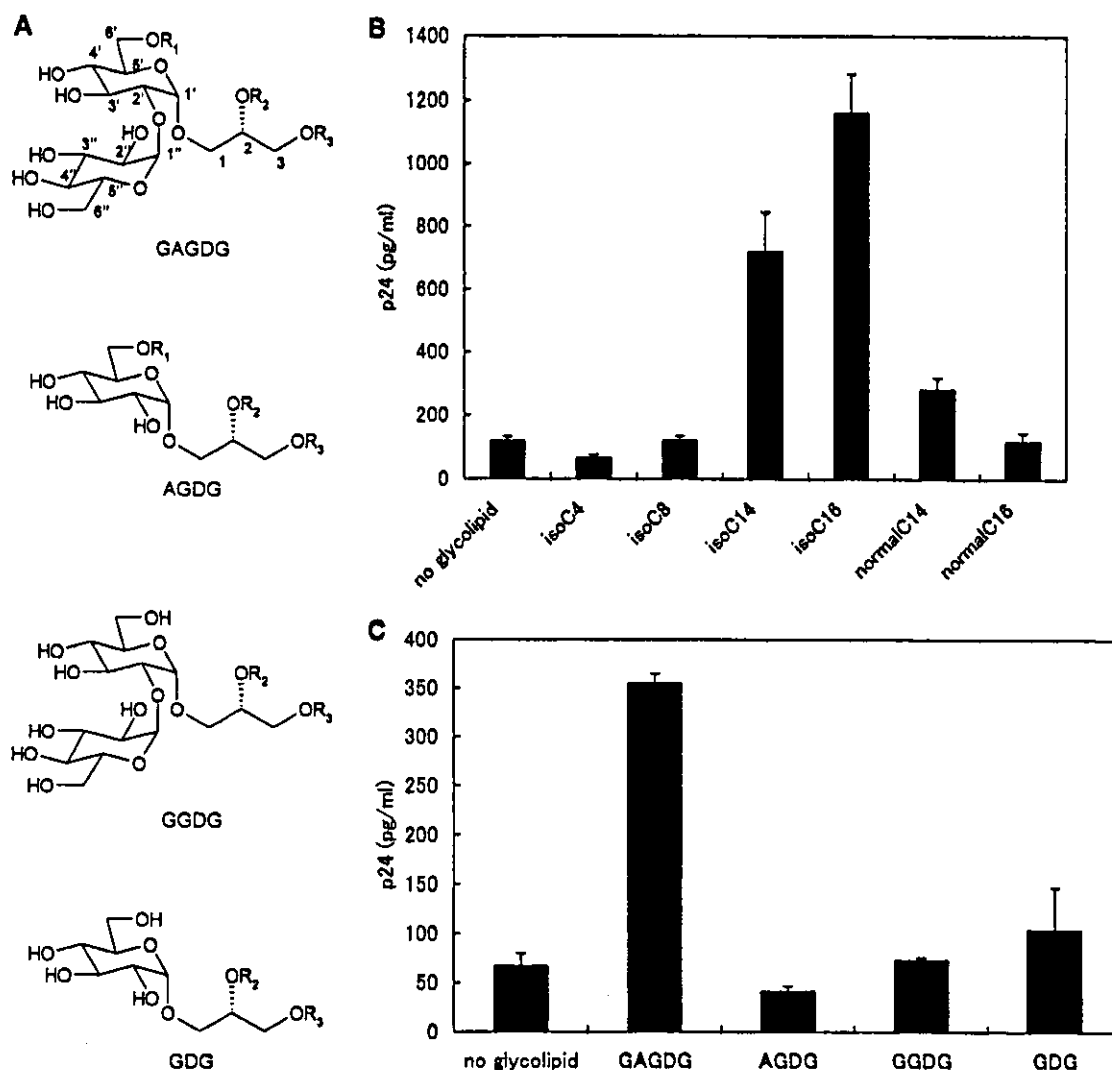 A
6'
OR₁
4'
5'
O
HO
HO
3'
2'
1'
OR₂
HO
O
O
OR₃
3"
2"
1"
1
2
3
HO
HO
4"
5"
O
HO
6"
GAGDG
OR₁
HO
O
HO
OR₂
HO
O
OR₃
AGDG
OH
HO
O
HO
OR₂
O
HO
O
OR₃
HO
HO
O
HO
GGDG
OH
HO
O
HO
OR₂
HO
O
OR₃
GDG
B
1400
1200
1000
800
600
400
200
0
p24 (pg/ml)
no glycolipid
isoC4
isoC8
isoC14
isoC16
normalC14
normalC16
C
400
350
300
250
200
150
100
50
0
p24 (pg/ml)
no glycolipid
GAGDG
AGDG
GGDG
GDG